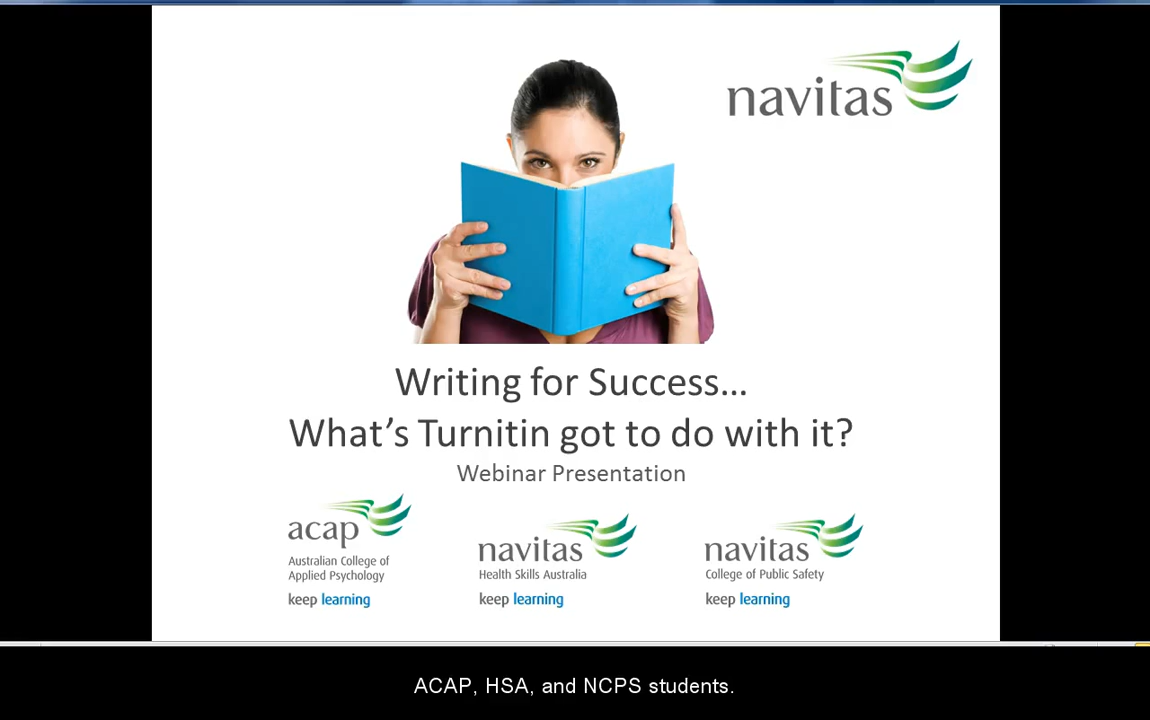 navitas
Writing for Success…
What's Turnitin got to do with it?
Webinar Presentation
acap
Australian College of
Applied Psychology
keep learning
navitas
Health Skills Australia
keep learning
navitas
College of Public Safety
keep learning
ACAP, HSA, and NCPS students.